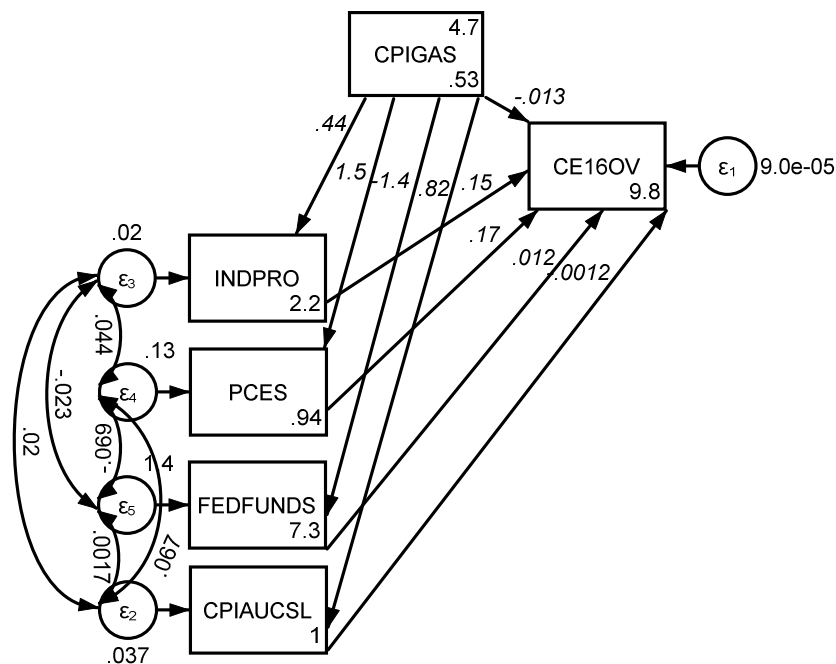 4.7
CPIGAS
.53
-.013
.44
1.5
-1.4
.82
.15
CE16OV
9.8
ε1
9.0e-05
.17
.012
-.0012
.02
ε3
INDPRO
2.2
.044
.13
ε4
PCES
.94
-.023
.02
-.069
1.4
ε5
FEDFUNDS
7.3
.0017
.067
ε2
CPIAUCSL
1
.037